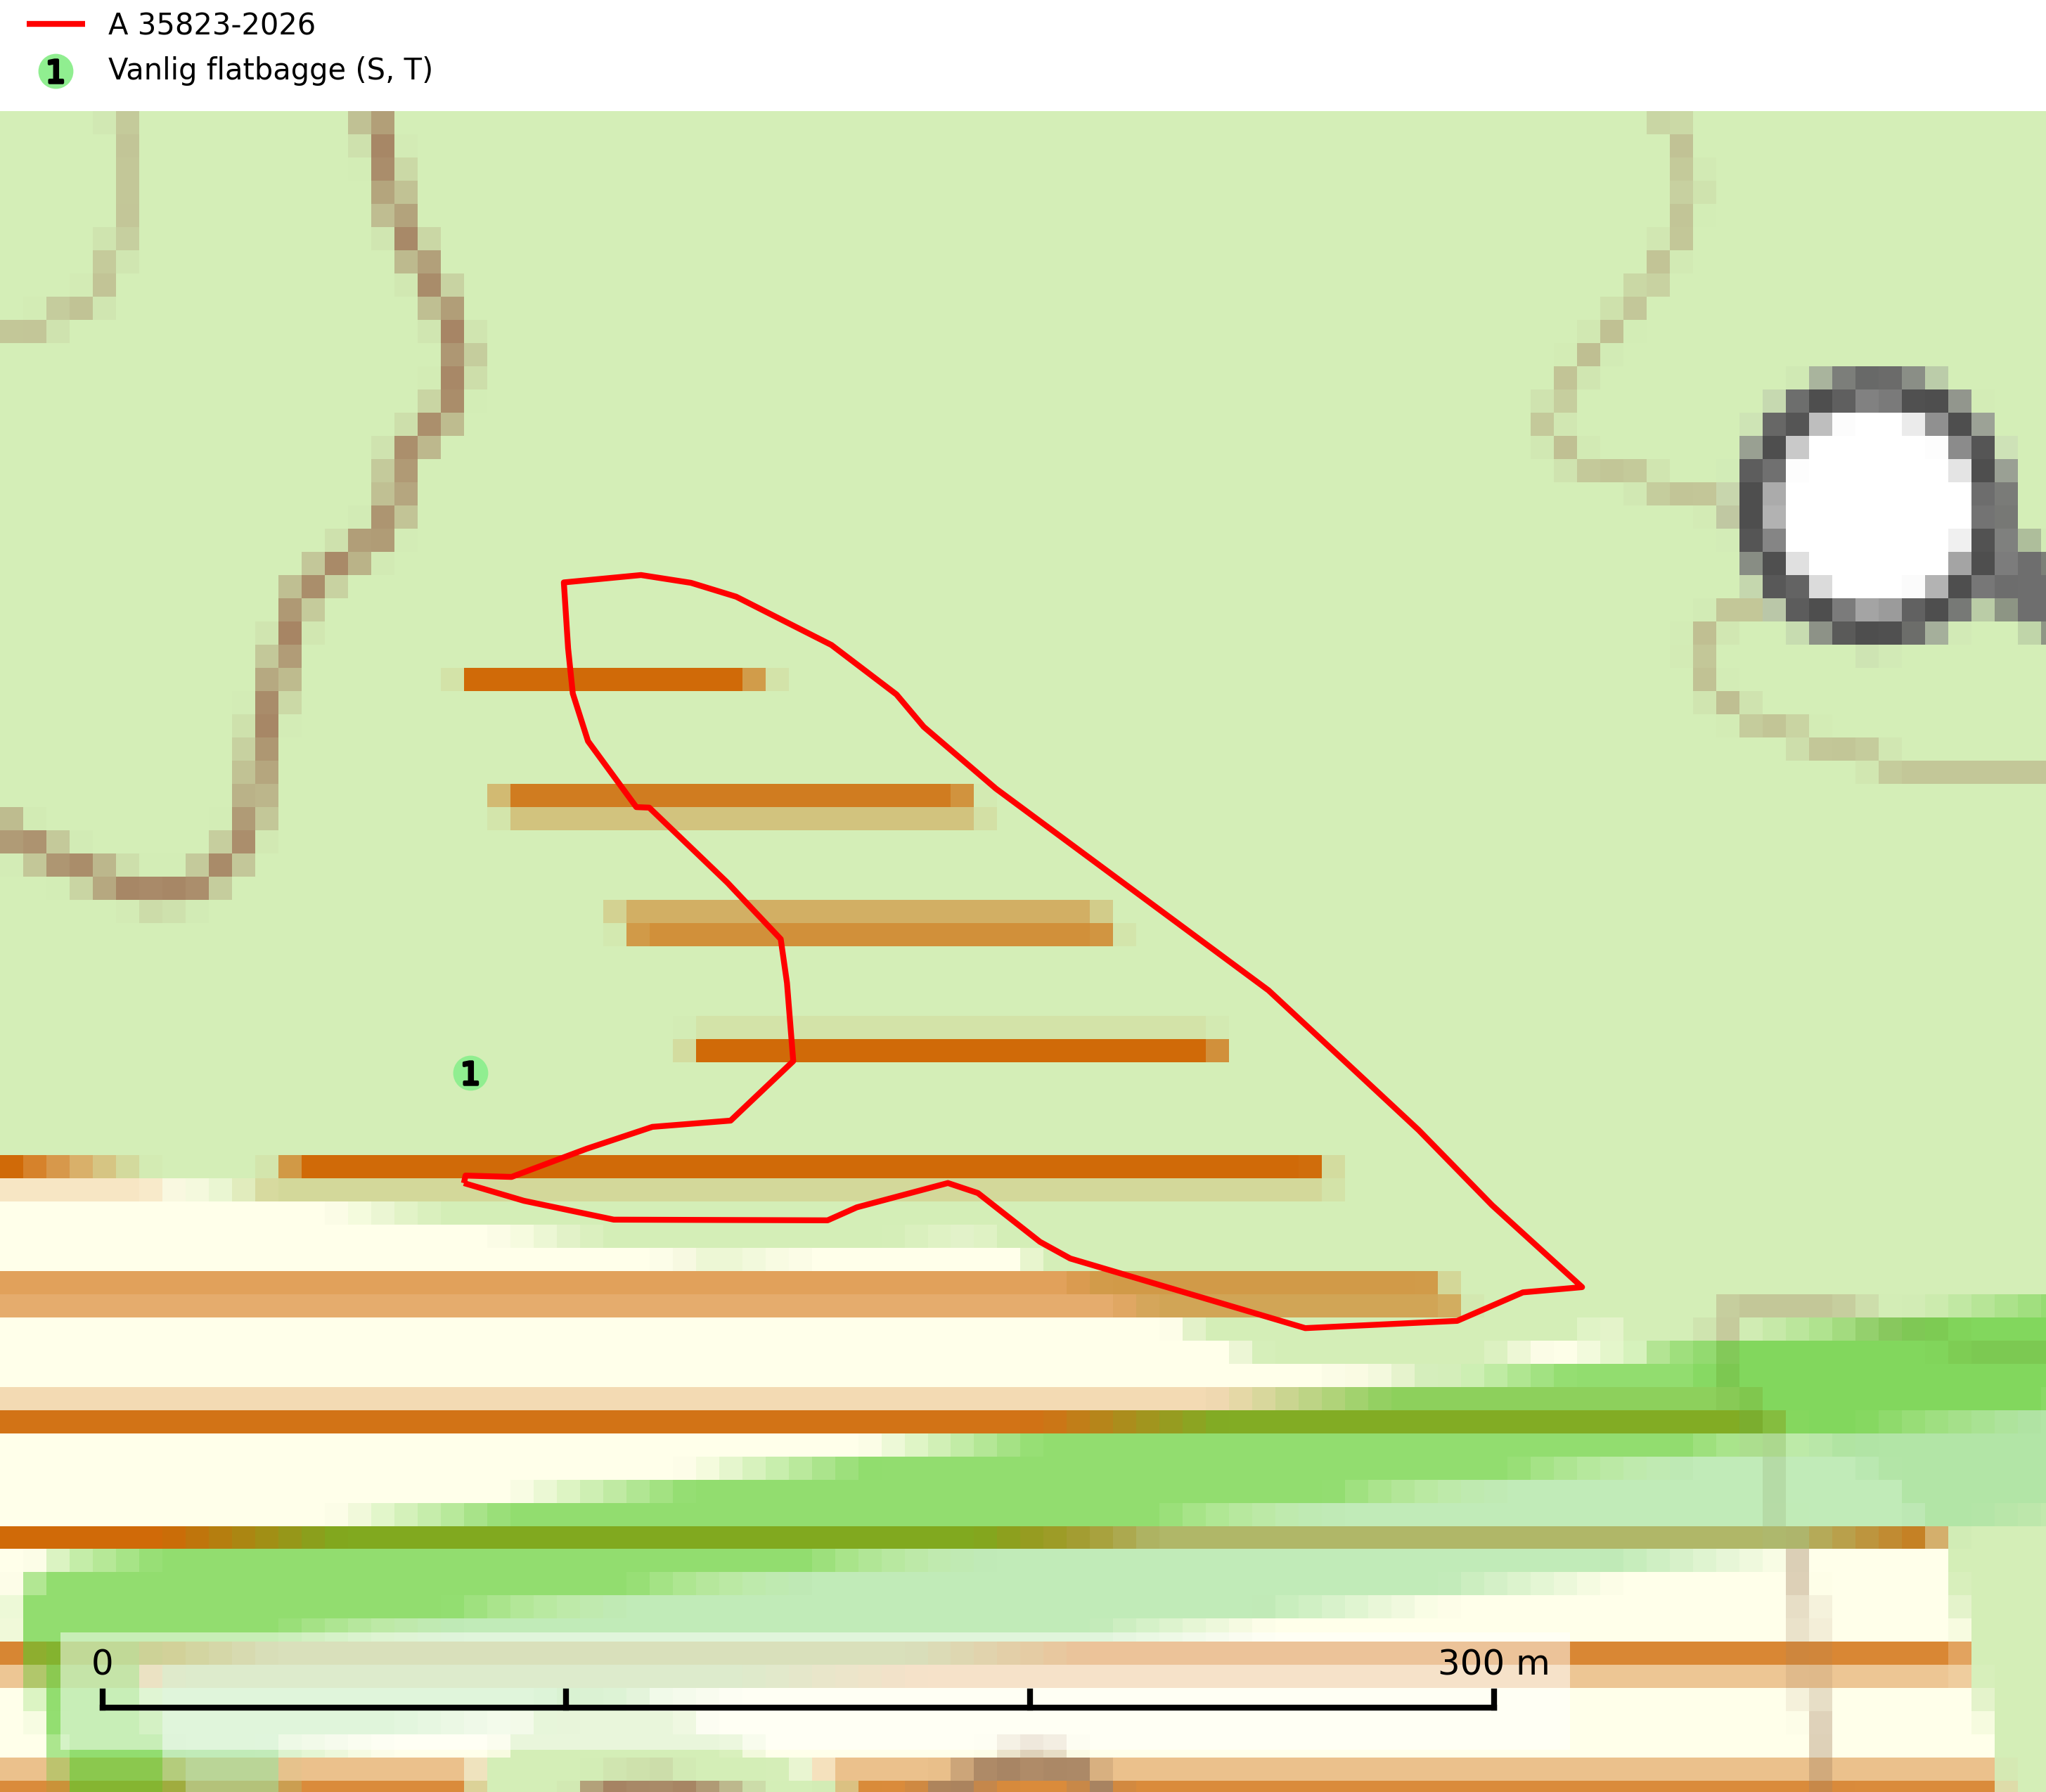 A 35823-2026
1 Vanlig flatbagge (S, T)
1
0 300 m